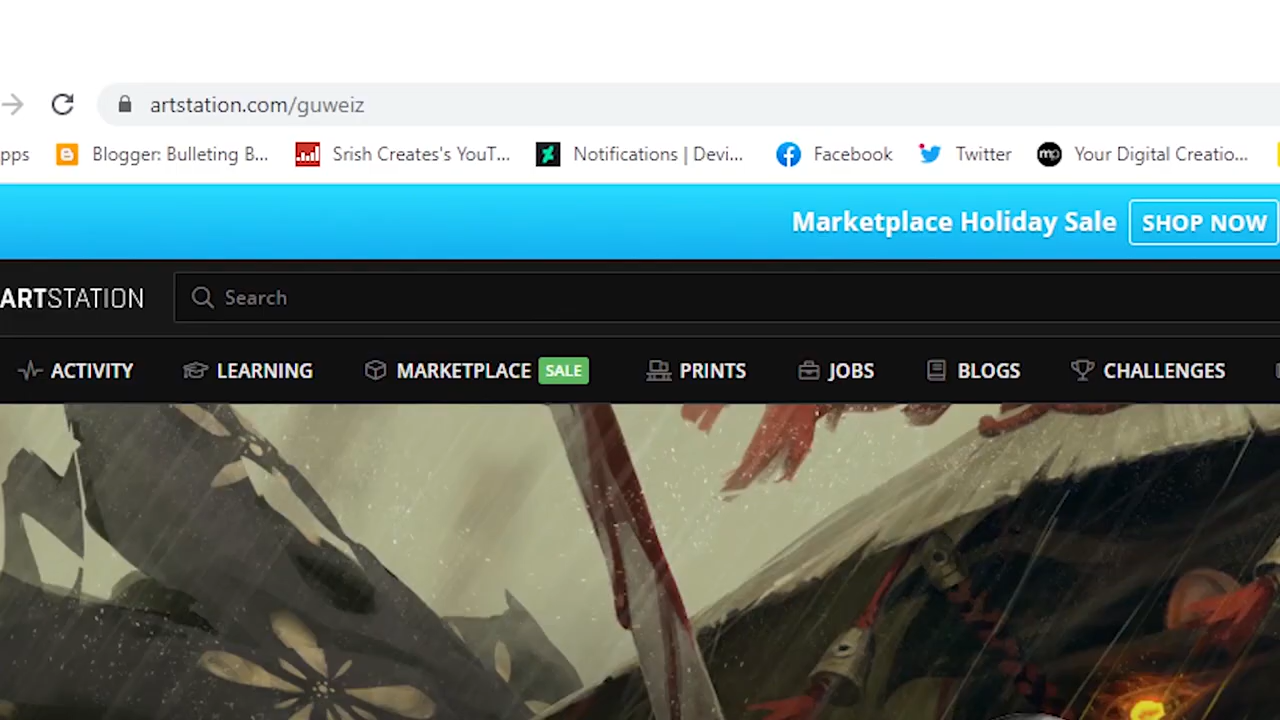 artstation.com/guweiz
pps Blogger: Bulleting B... Srish Creates's YouT... Notifications | Devi... Facebook Twitter mp Your Digital Creatio...
Marketplace Holiday Sale SHOP NOW
ARTSTATION Search
ACTIVITY LEARNING MARKETPLACE SALE PRINTS JOBS BLOGS CHALLENGES